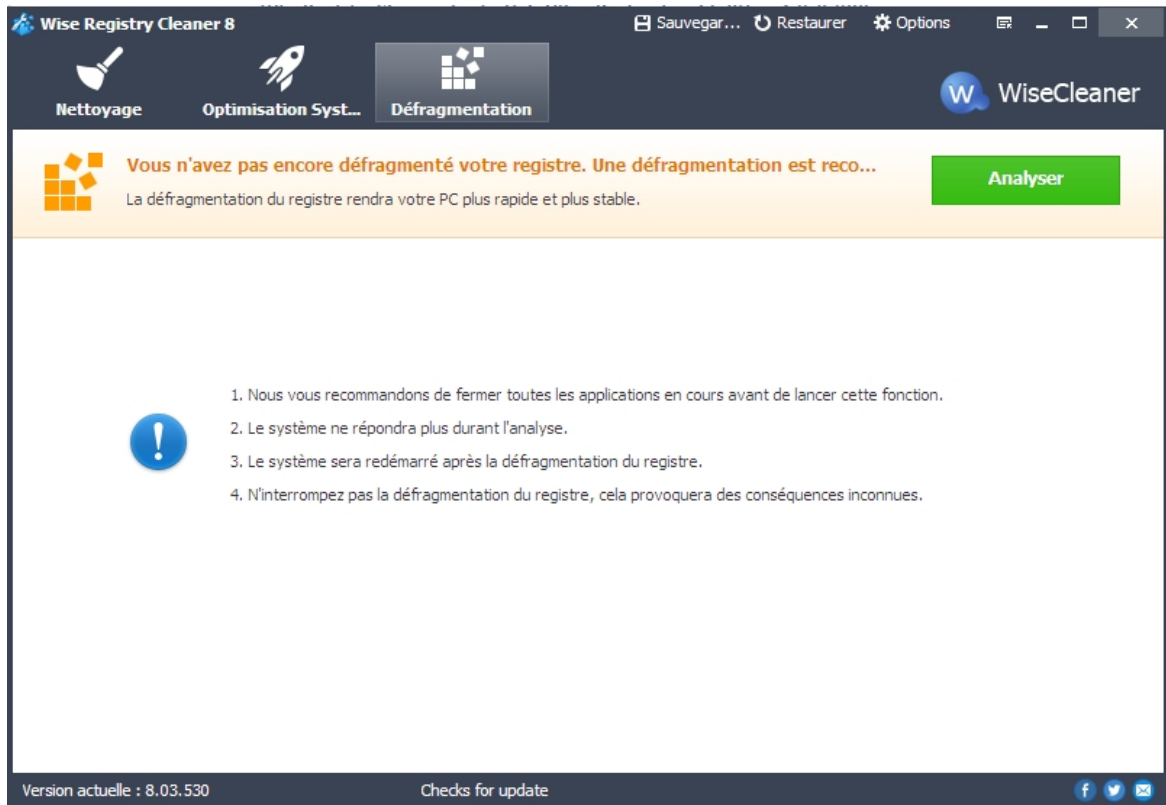 Wise Registry Cleaner 8
Sauvegar... Restaurer Options
Nettoyage Optimisation Syst... Défragmentation
W WiseCleaner
Vous n'avez pas encore défragmenté votre registre. Une défragmentation est reco...
La défragmentation du registre rendra votre PC plus rapide et plus stable.
Analyser
1. Nous vous recommandons de fermer toutes les applications en cours avant de lancer cette fonction.
2. Le système ne répondra plus durant l'analyse.
3. Le système sera redémarré après la défragmentation du registre.
4. N'interrompez pas la défragmentation du registre, cela provoquera des conséquences inconnues.
Version actuelle : 8.03.530 Checks for update